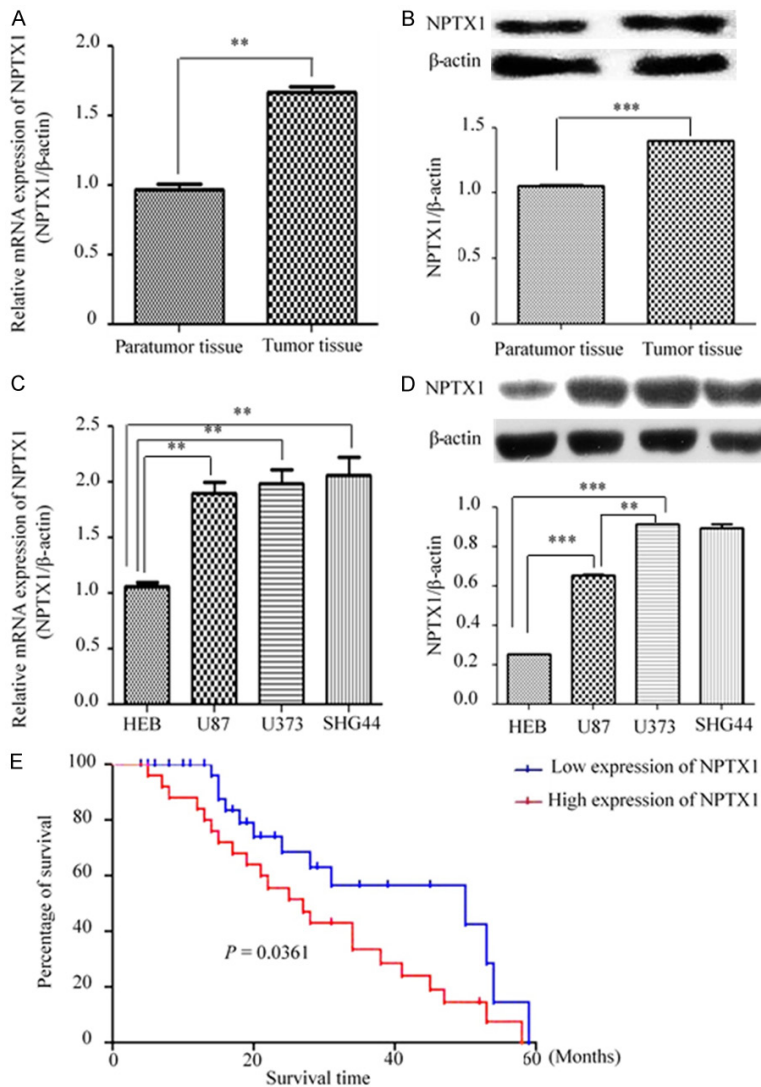 A
Relative mRNA expression of NPTX1
(NPTX1/β-actin)
2.0
1.5
1.0
0.5
0
**
Paratumor tissue
Tumor tissue
B
NPTX1
β-actin
NPTX1/β-actin
1.5
1.0
0.5
0
***
Paratumor tissue
Tumor tissue
C
Relative mRNA expression of NPTX1
(NPTX1/β-actin)
2.5
2.0
1.5
1.0
0.5
0.0
**
**
**
HEB
U87
U373
SHG44
D
NPTX1
β-actin
NPTX1/β-actin
1.0
0.8
0.6
0.4
0.2
0.0
***
**
***
HEB
U87
U373
SHG44
E
Low expression of NPTX1
High expression of NPTX1
Percentage of survival
100
80
60
40
20
0
P = 0.0361
0
20
40
60
(Months)
Survival time